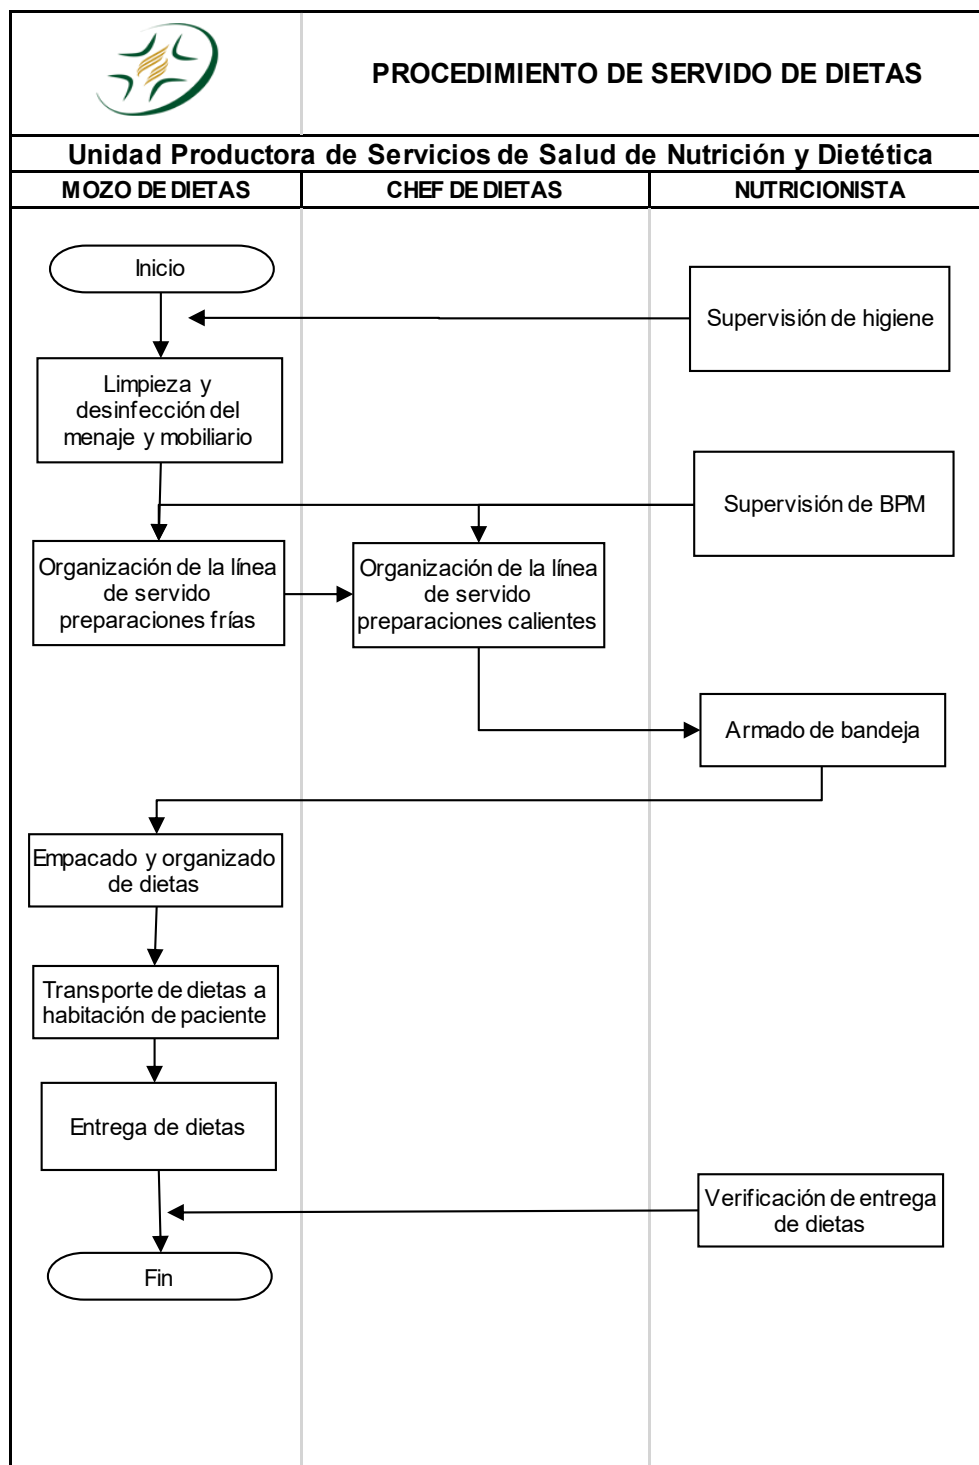 PROCEDIMIENTO DE SERVIDO DE DIETAS
Unidad Productora de Servicios de Salud de Nutrición y Dietética
MOZO DE DIETAS
CHEF DE DIETAS
NUTRICIONISTA
Inicio
Supervisión de higiene
Limpieza y
desinfección del
menaje y mobiliario
Supervisión de BPM
Organización de la línea
de servido
preparaciones frías
Organización de la línea
de servido
preparaciones calientes
Armado de bandeja
Empacado y organizado
de dietas
Transporte de dietas a
habitación de paciente
Entrega de dietas
Verificación de entrega
de dietas
Fin